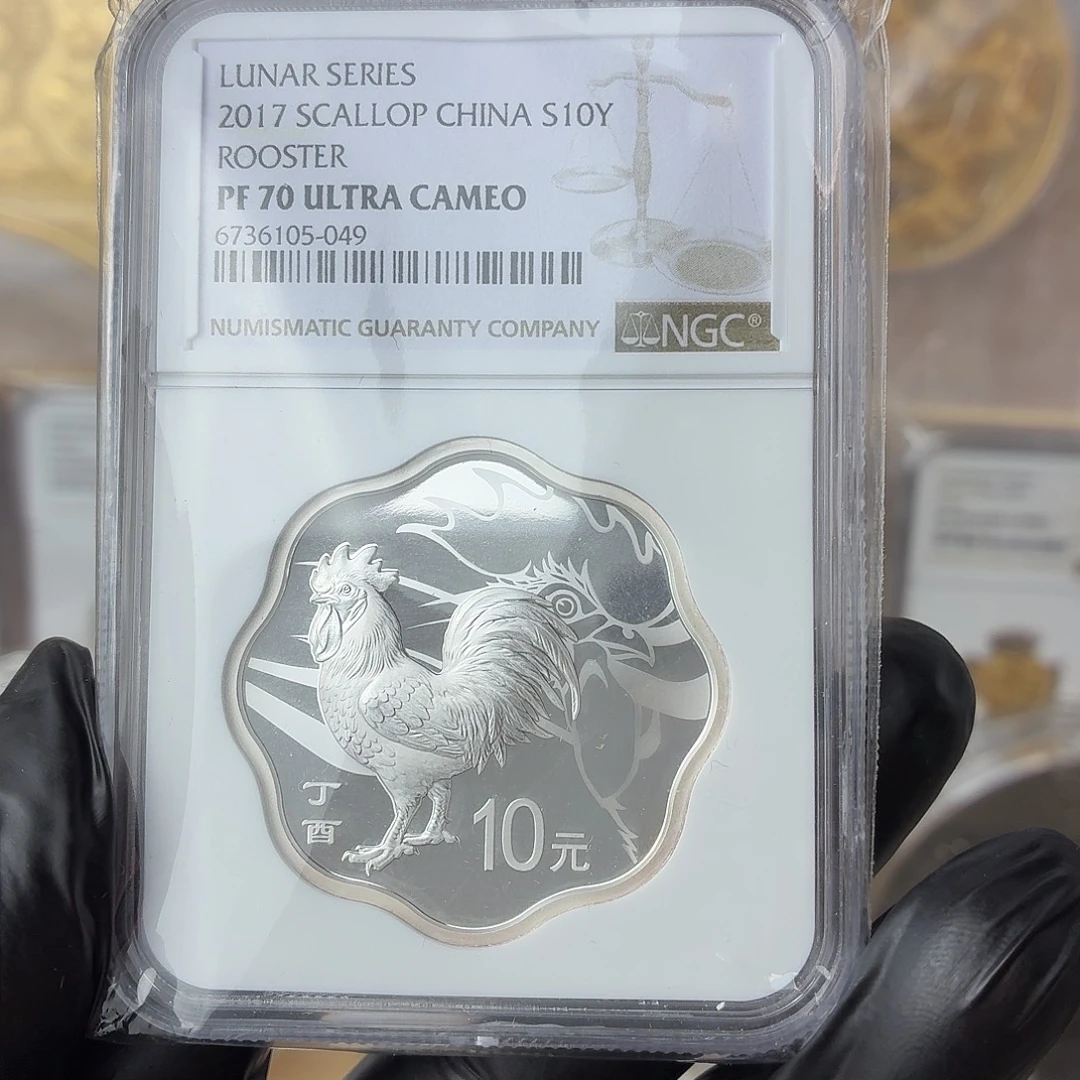 LUNAR SERIES
2017 SCALLOP CHINA S10Y
ROOSTER
PF 70 ULTRA CAMEO
6736105-049
NUMISMATIC GUARANTY COMPANY
NGC®
丁
酉
10元